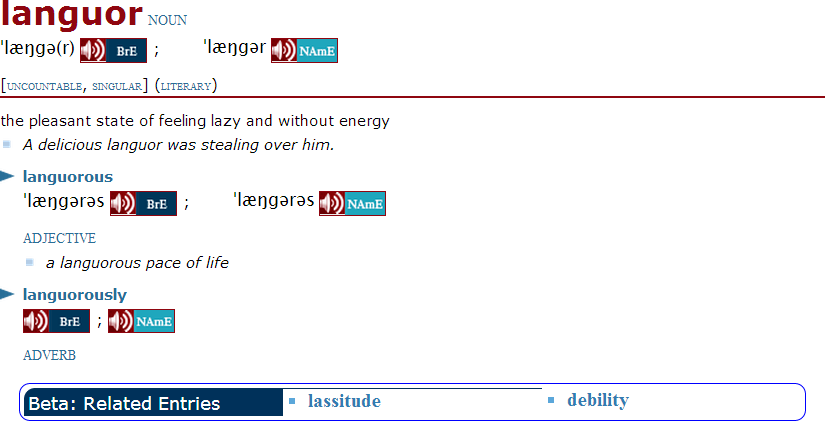 languor NOUN
ˈlæŋɡə(r) BrE ; ˈlæŋɡər NAmE
[UNCOUNTABLE, SINGULAR] (LITERARY)
the pleasant state of feeling lazy and without energy
A delicious languor was stealing over him.
languorous
ˈlæŋɡərəs BrE ; ˈlæŋɡərəs NAmE
ADJECTIVE
a languorous pace of life
languorously
BrE ; NAmE
ADVERB
Beta: Related Entries lassitude debility